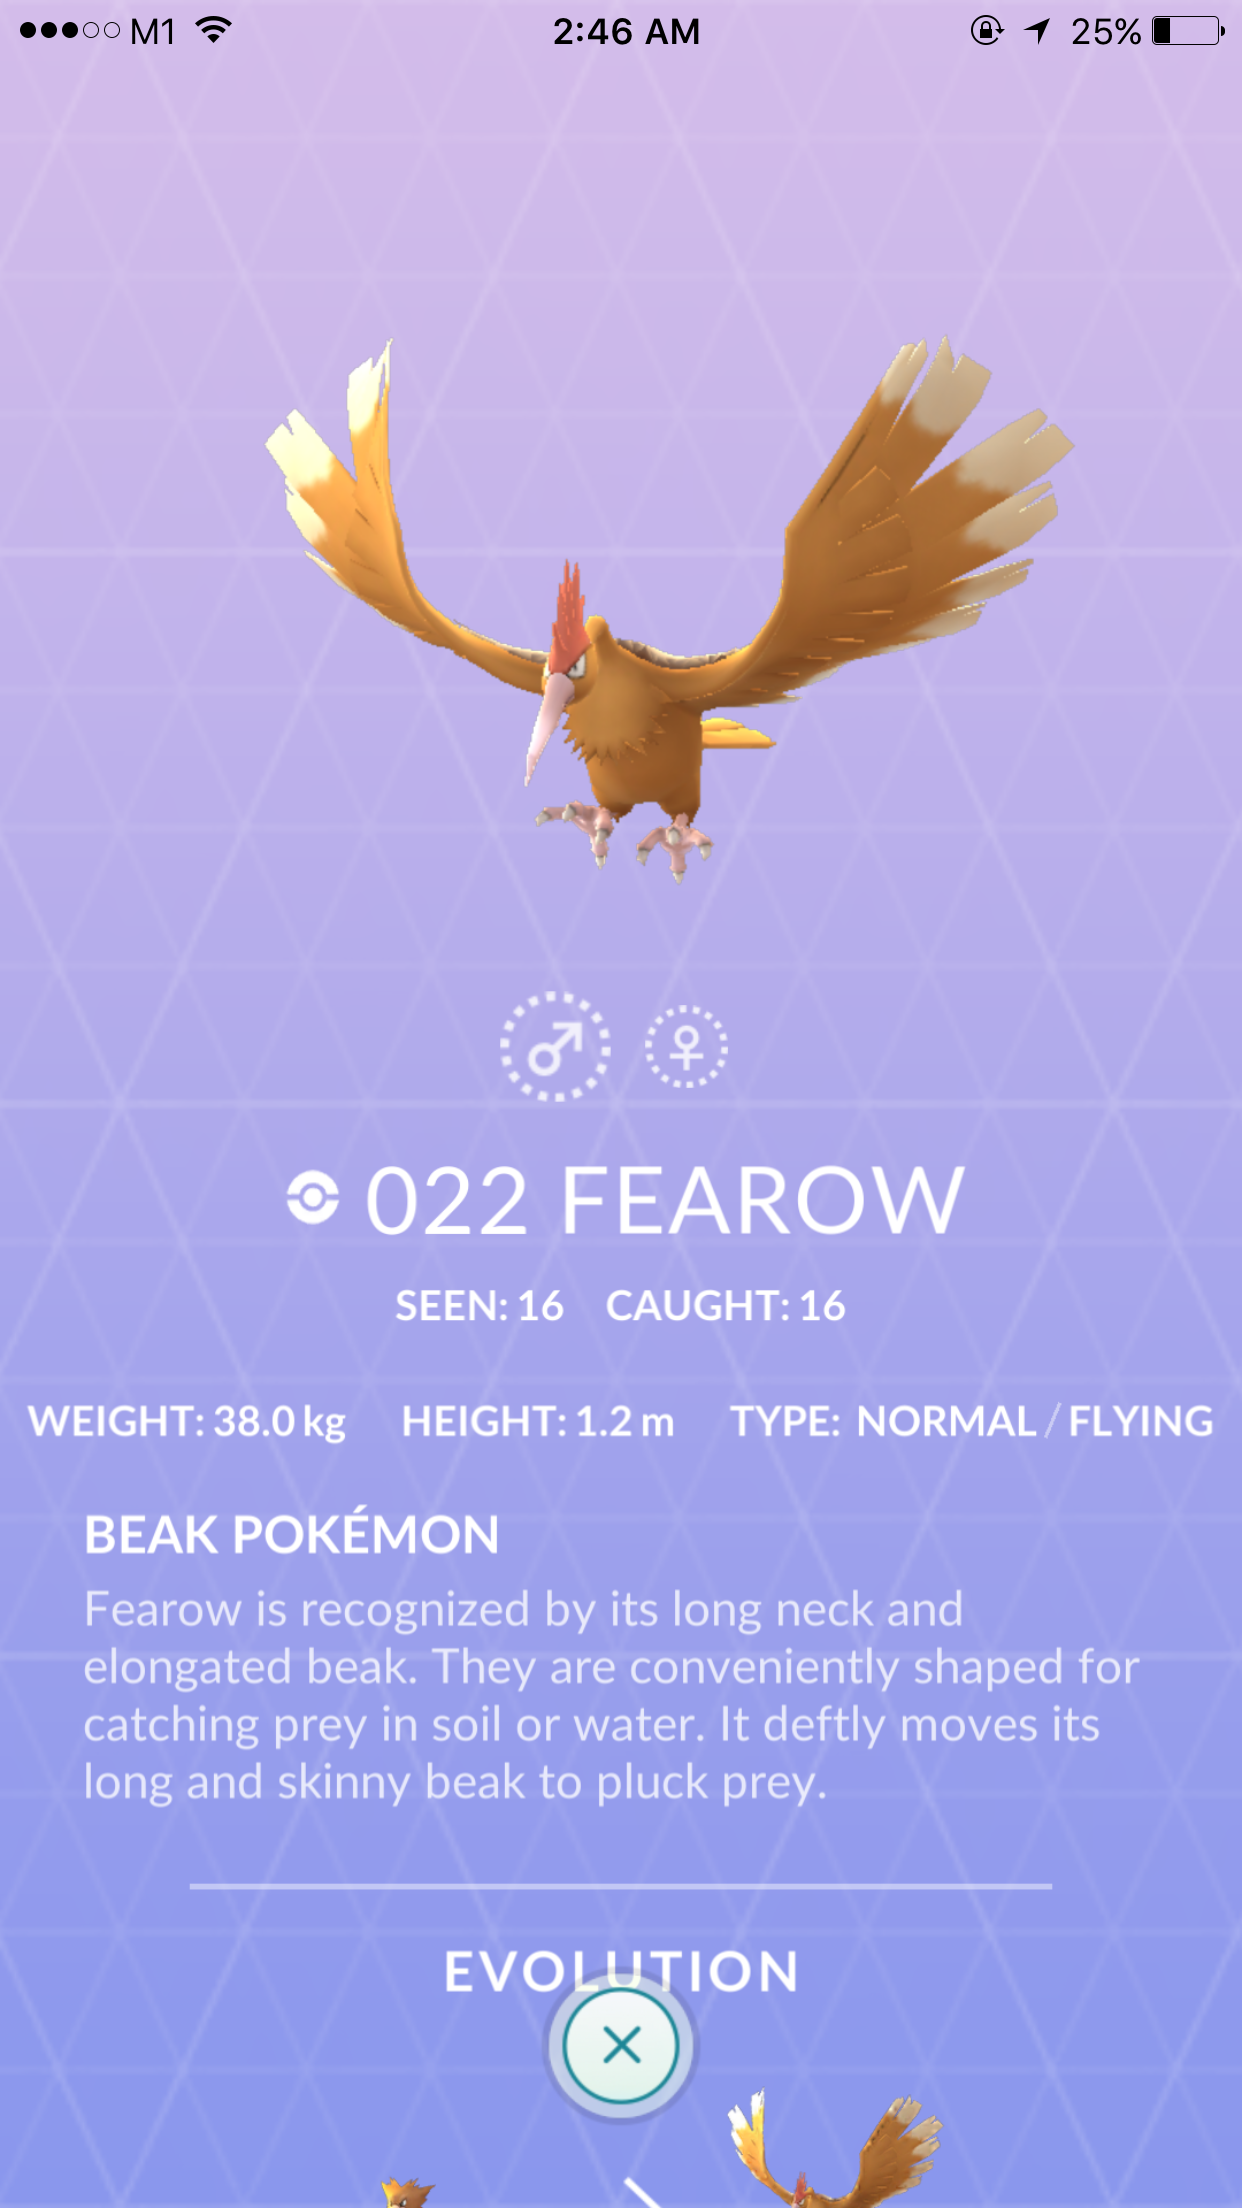 M1 2:46 AM 25%
022 FEAROW
SEEN: 16 CAUGHT: 16
WEIGHT: 38.0 kg HEIGHT: 1.2 m TYPE: NORMAL / FLYING
BEAK POKÉMON
Fearow is recognized by its long neck and
elongated beak. They are conveniently shaped for
catching prey in soil or water. It deftly moves its
long and skinny beak to pluck prey.
EVOLUTION